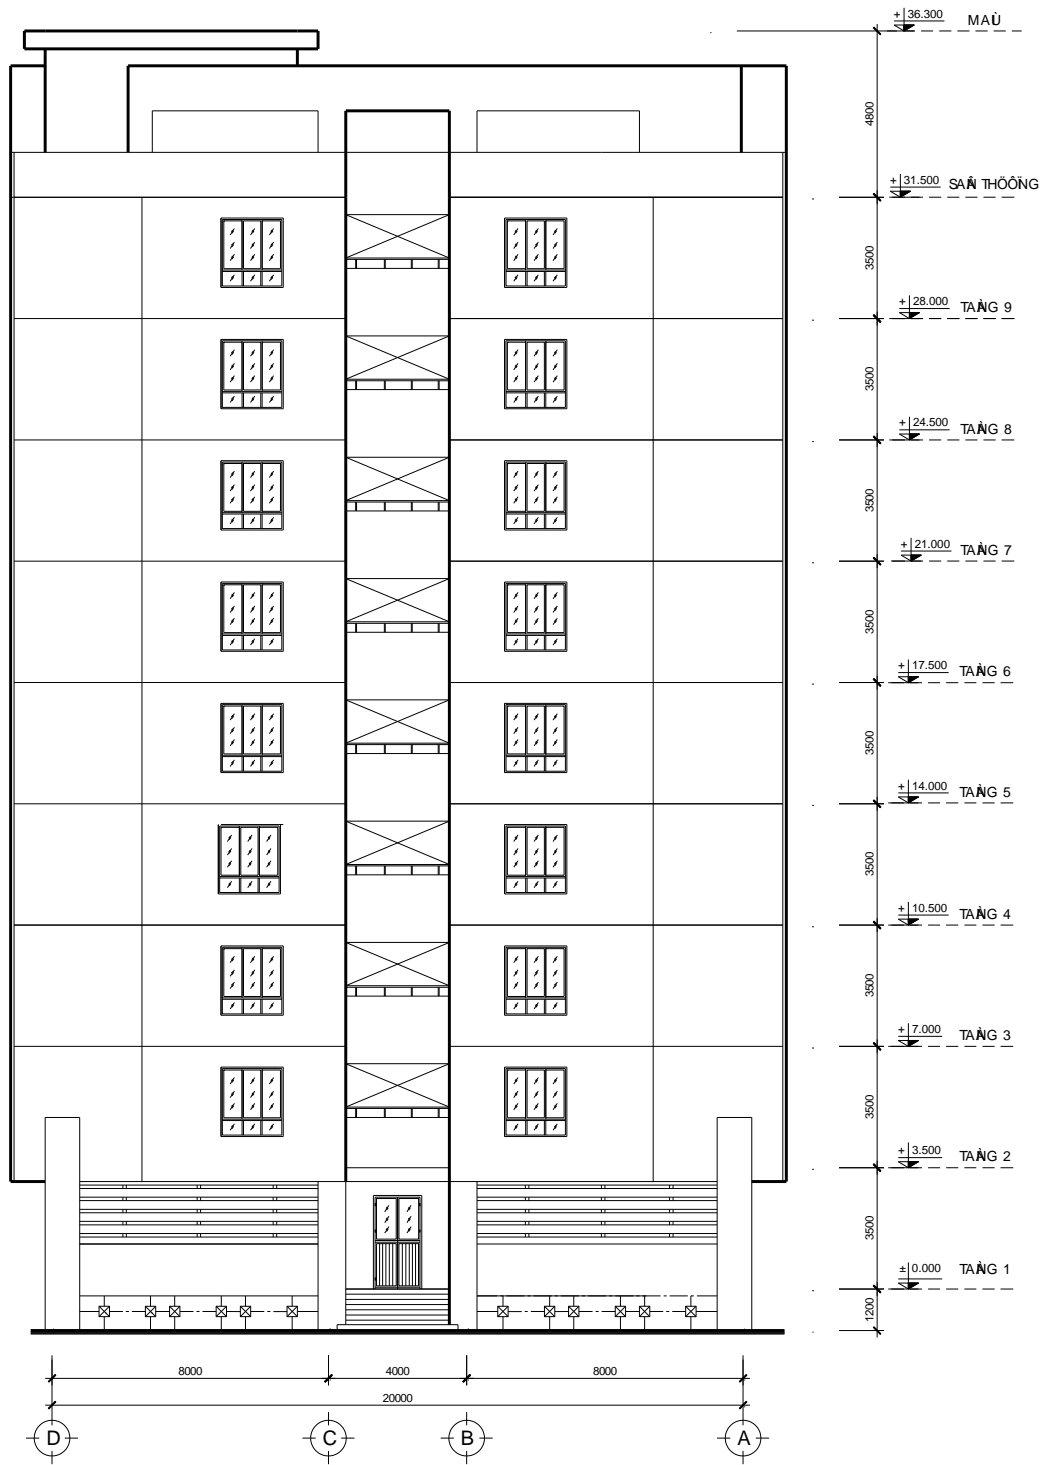 + 36.300 MAÙI
4800
+ 31.500 SAÂN THÖÔÏNG
3500
+ 28.000 TAÀNG 9
3500
+ 24.500 TAÀNG 8
3500
+ 21.000 TAÀNG 7
3500
+ 17.500 TAÀNG 6
3500
+ 14.000 TAÀNG 5
3500
+ 10.500 TAÀNG 4
3500
+ 7.000 TAÀNG 3
3500
+ 3.500 TAÀNG 2
3500
± 0.000 TAÀNG 1
1200
8000 4000 8000
20000
D C B A